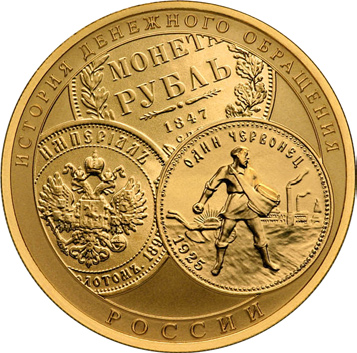 ИСТОРИЯ ДЕНЕЖНОГО ОБРАЩЕНИЯ
МОНЕТА
РУБЛЬ
1847
ИМПЕРІАЛЪ
ОДИН ЧЕРВОНЕЦ
1925
РОССИИ